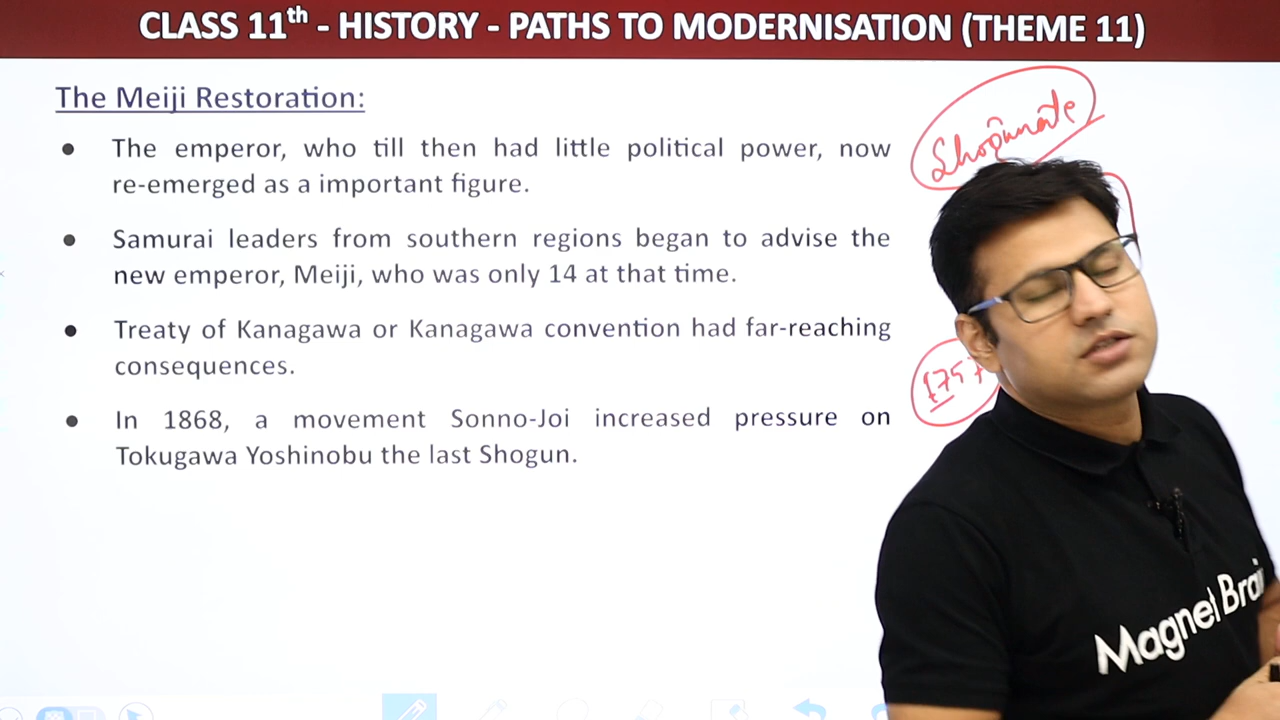 CLASS 11th - HISTORY - PATHS TO MODERNISATION (THEME 11)
The Meiji Restoration:
● The emperor, who till then had little political power, now
re-emerged as a important figure.
● Samurai leaders from southern regions began to advise the
new emperor, Meiji, who was only 14 at that time.
● Treaty of Kanagawa or Kanagawa convention had far-reaching
consequences.
● In 1868, a movement Sonno-Joi increased pressure on
Tokugawa Yoshinobu the last Shogun.
Shogunate
1757
Magnet Brai